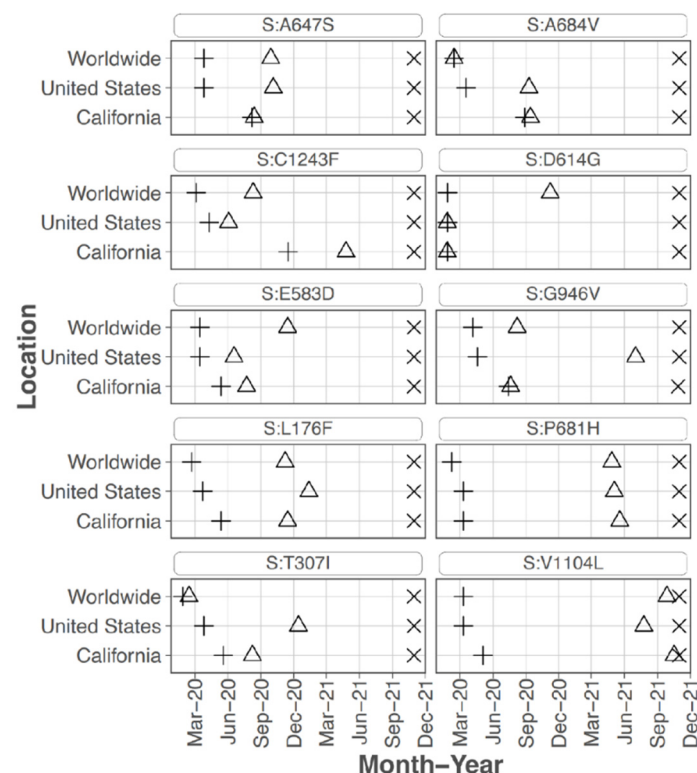 S:A647S
S:A684V
Worldwide
United States
California
S:C1243F
S:D614G
Worldwide
United States
California
S:E583D
S:G946V
Worldwide
United States
California
S:L176F
S:P681H
Worldwide
United States
California
S:T307I
S:V1104L
Worldwide
United States
California
Location
Mar-20
Jun-20
Sep-20
Dec-20
Mar-21
Jun-21
Sep-21
Dec-21
Mar-20
Jun-20
Sep-20
Dec-20
Mar-21
Jun-21
Sep-21
Dec-21
Month-Year